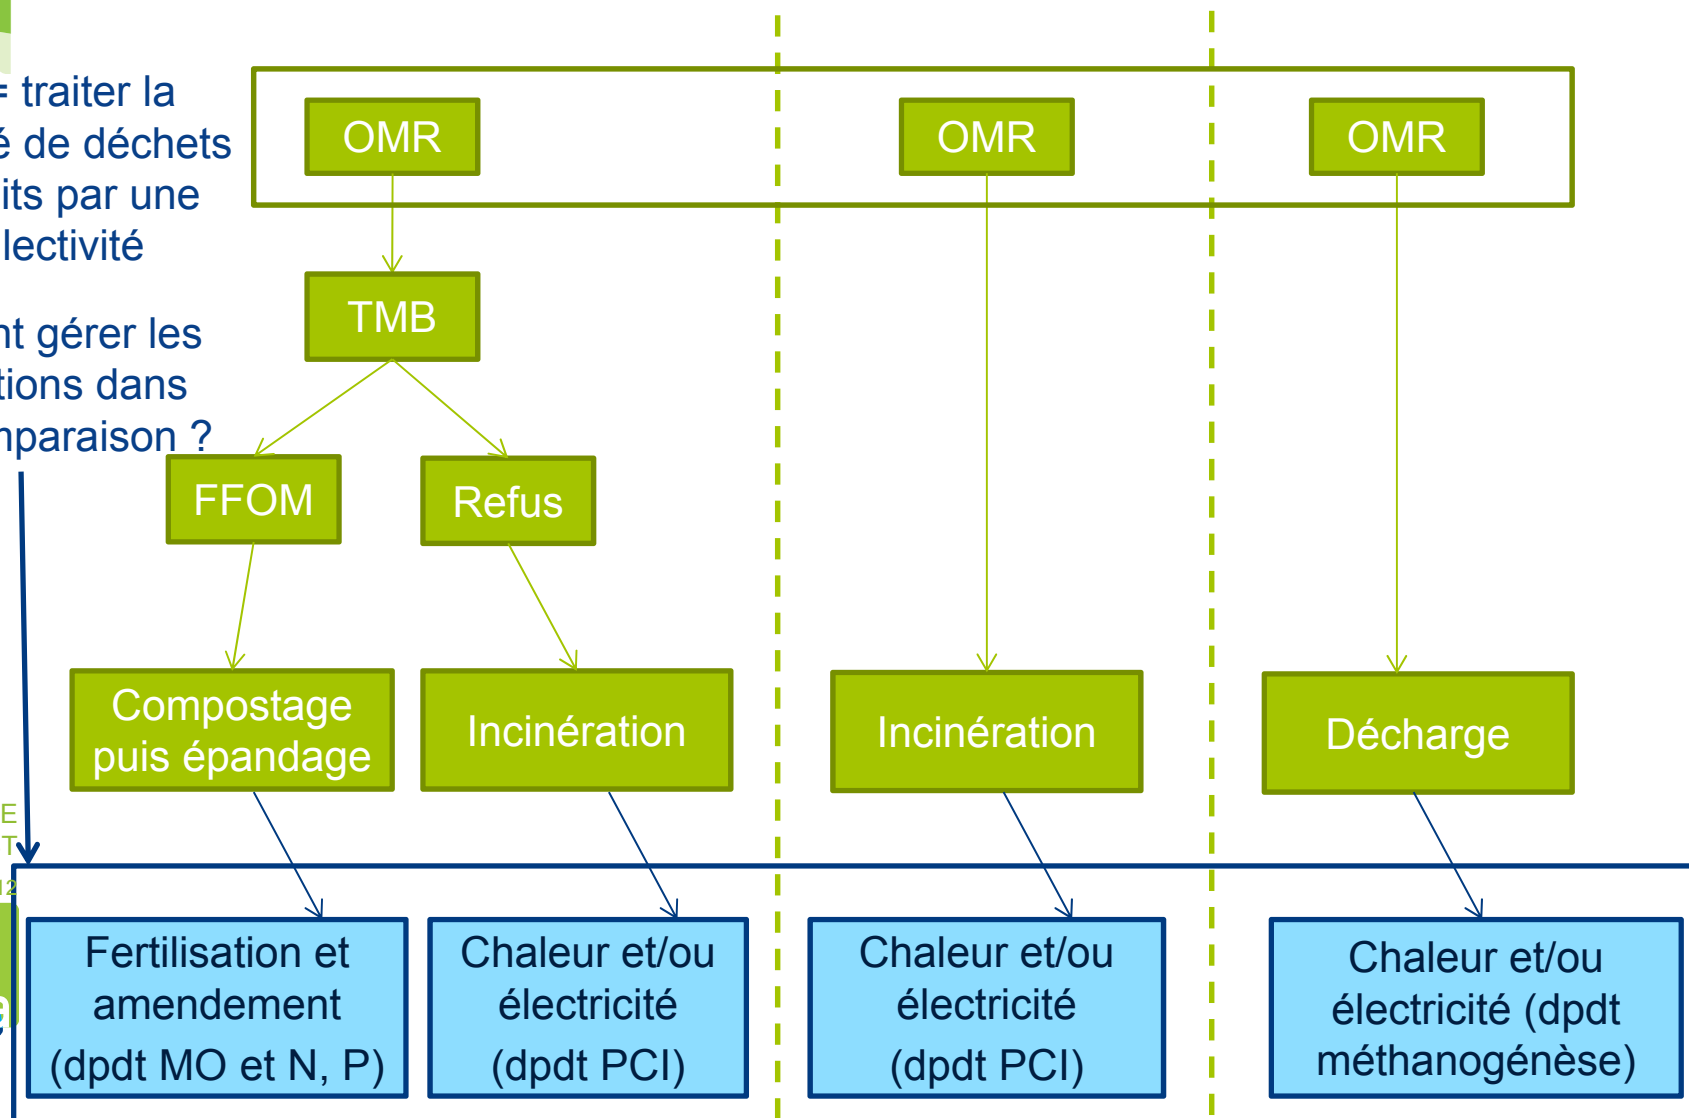 = traiter la
é de déchets
its par une
lectivité
nt gérer les
tions dans
mparaison ?
OMR
OMR
OMR
TMB
FFOM
Refus
Compostage
puis épandage
Incinération
Incinération
Décharge
E
T
12
Fertilisation et
amendement
(dpdt MO et N, P)
Chaleur et/ou
électricité
(dpdt PCI)
Chaleur et/ou
électricité
(dpdt PCI)
Chaleur et/ou
électricité (dpdt
méthanogénèse)